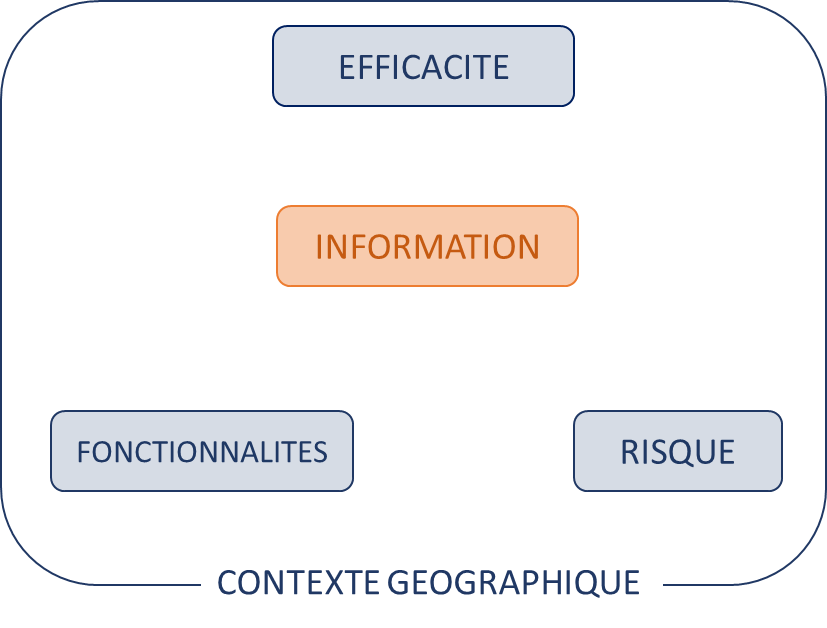 EFFICACITE
INFORMATION
FONCTIONNALITES
RISQUE
CONTEXTE GEOGRAPHIQUE